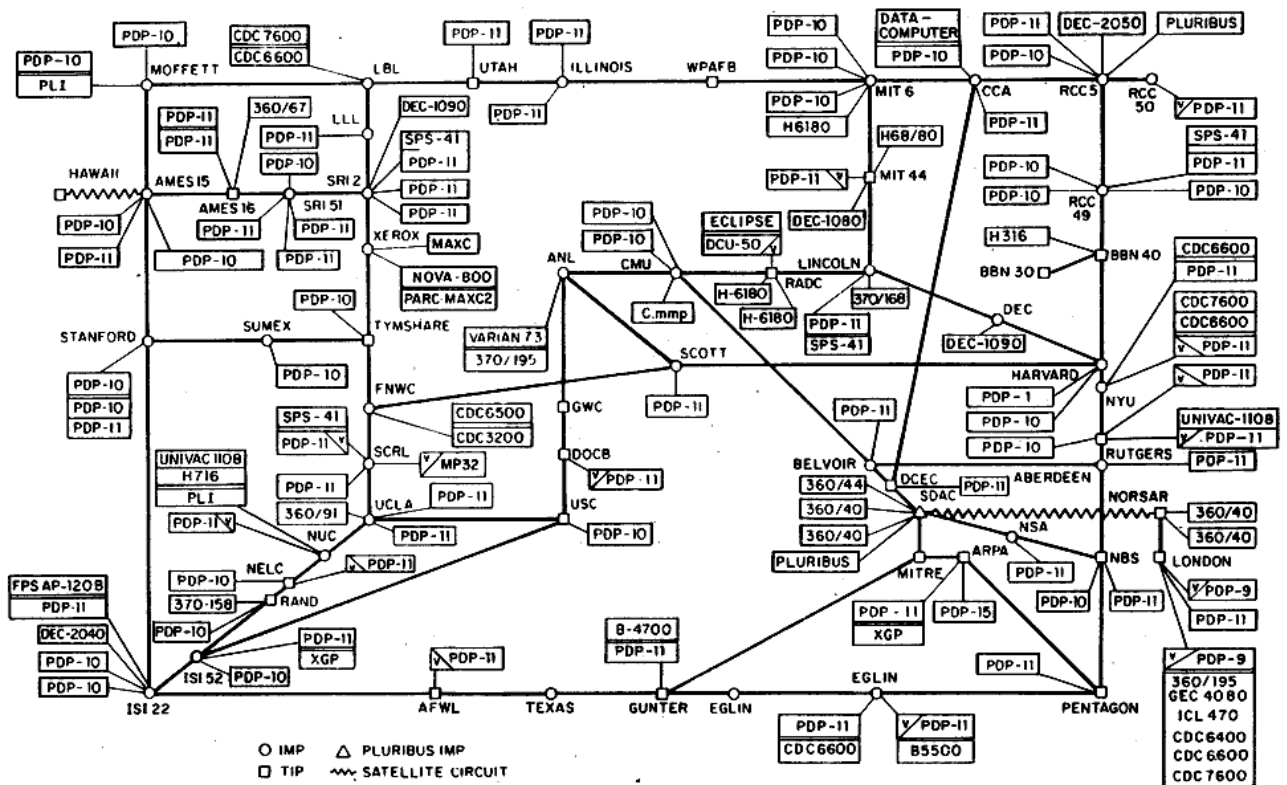 PDP-10
CDC7600
CDC6600
PDP-11
PDP-11
DATA-
COMPUTER
PDP-10
PDP-11
DEC-2050
PLURIBUS
PDP-10
PLI
MOFFETT
LBL
UTAH
ILLINOIS
WPAFB
PDP-10
PDP-10
PDP-10
H6180
MIT 6
CCA
PDP-11
PDP-10
RCC5
RCC
50
PDP-11
PDP-11
LLL
DEC-1090
SPS-41
PDP-11
PDP-11
PDP-11
PDP-11
PDP-11
360/67
PDP-11
PDP-10
HAWAII
AMES 15
AMES 16
SRI 51
SRI 2
PDP-10
PDP-11
PDP-10
PDP-11
PDP-11
PDP-11
H68/80
PDP-11
MIT 44
DEC-1080
SPS-41
PDP-11
PDP-10
PDP-10
PDP-10
RCC
49
XEROX
MAXC
NOVA-800
PARC-MAXC2
PDP-10
PDP-10
ECLIPSE
DCU-50
ANL
CMU
RADC
LINCOLN
H-6180
H-6180
C.mmp
370/168
PDP-11
SPS-41
H316
BBN 40
BBN 30
CDC6600
PDP-11
CDC7600
CDC6600
PDP-11
PDP-11
DEC
DEC-1090
STANFORD
SUMEX
TYMSHARE
PDP-10
PDP-10
PDP-10
PDP-10
PDP-11
VARIAN 73
370/195
SCOTT
PDP-11
HARVARD
PDP-1
PDP-10
PDP-10
NYU
FNWC
CDC6500
CDC3200
GWC
UNIVAC-1108
PDP-11
RUTGERS
PDP-11
SPS-41
PDP-11
SCRL
MP32
PDP-11
DOCB
PDP-11
PDP-11
BELVOIR
DCEC
PDP-11
ABERDEEN
UNIVAC 1108
H716
PLI
PDP-11
NUC
360/91
UCLA
PDP-11
PDP-11
USC
PDP-10
360/44
360/40
360/40
PLURIBUS
SDAC
NORSAR
360/40
360/40
NSA
PDP-11
MITRE
ARPA
PDP-11
XGP
PDP-15
NBS
PDP-10
PDP-11
LONDON
PDP-9
PDP-11
NELC
PDP-10
PDP-11
370-158
RAND
PDP-10
FPS AP-120B
PDP-11
DEC-2040
PDP-10
PDP-10
PDP-11
XGP
ISI 52
PDP-10
ISI 22
PDP-11
AFWL
TEXAS
B-4700
PDP-11
GUNTER
EGLIN
EGLIN
PDP-11
CDC6600
PDP-11
B5500
PDP-11
PENTAGON
PDP-9
360/195
GEC 4080
ICL 470
CDC6400
CDC6600
CDC7600
IMP
PLURIBUS IMP
TIP
SATELLITE CIRCUIT